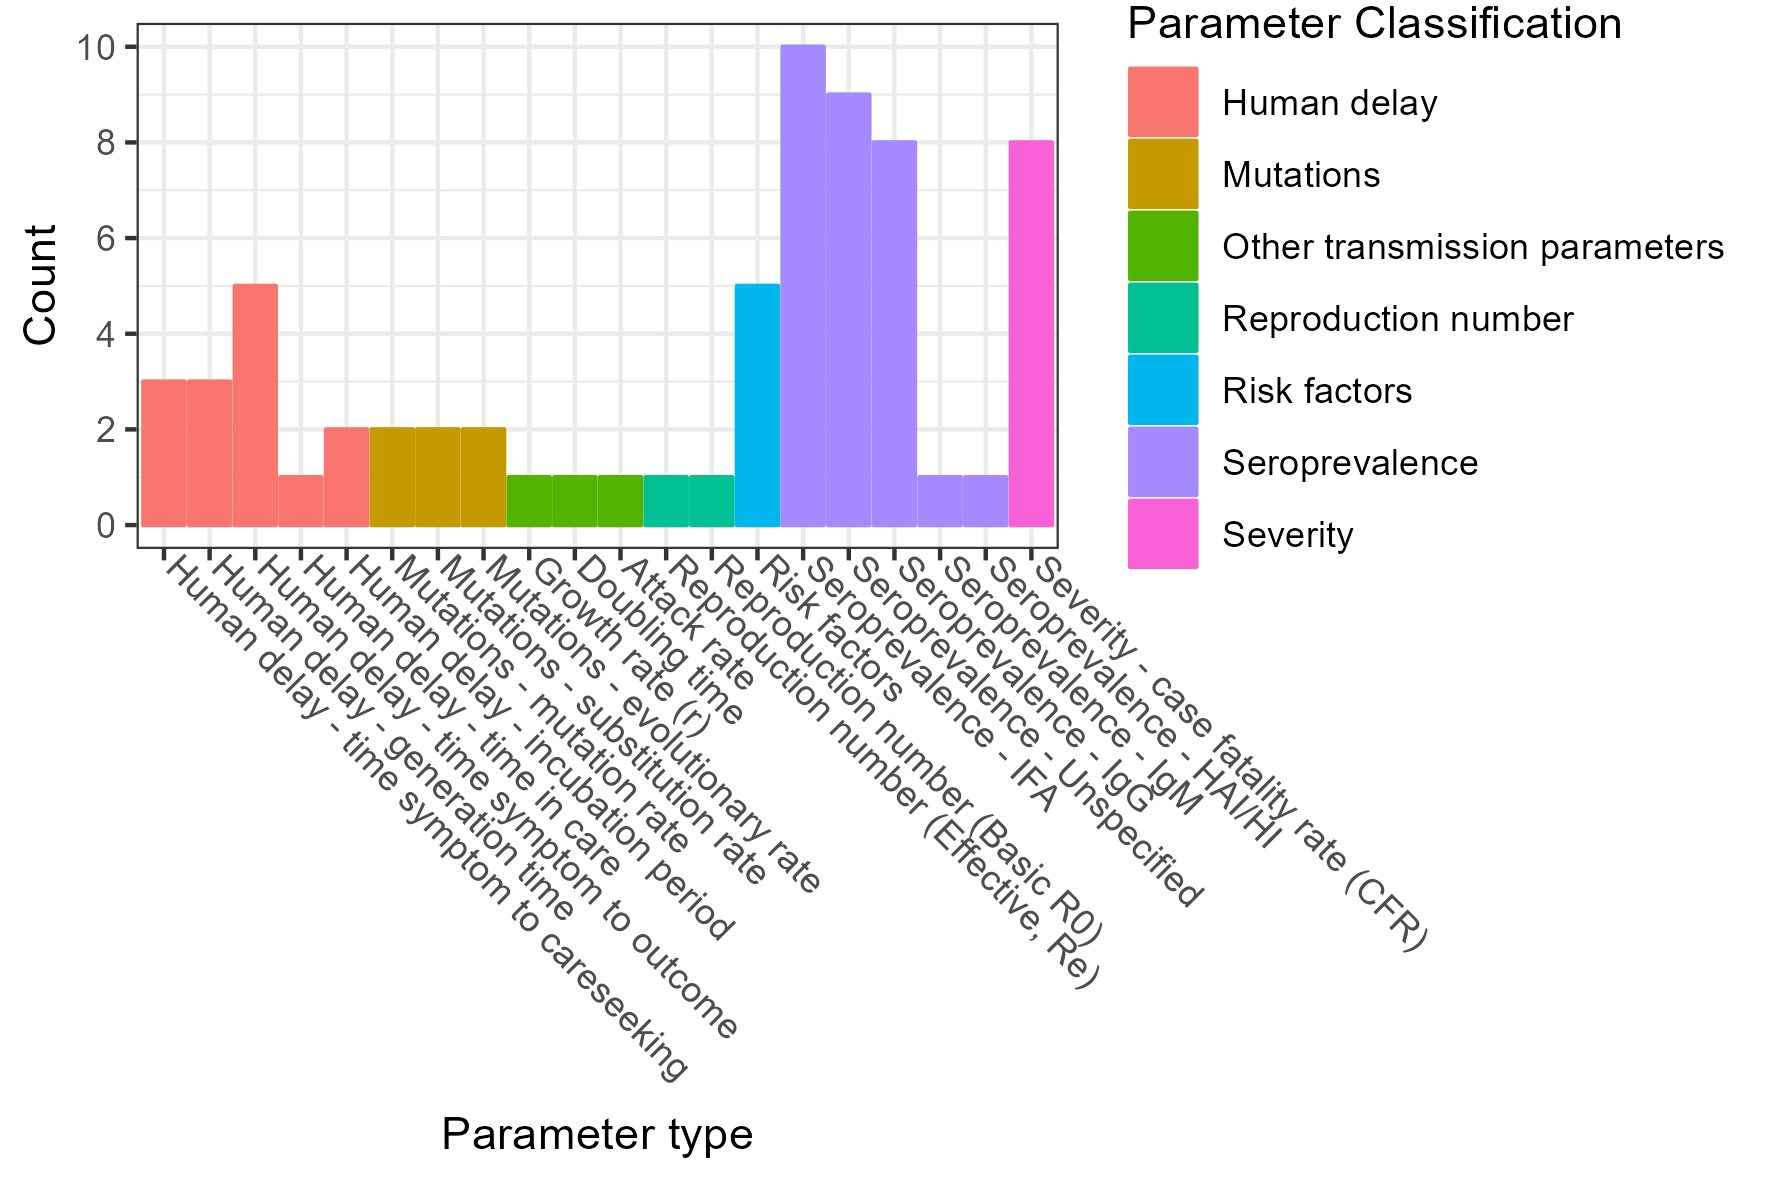 Parameter Classification
Human delay
Mutations
Other transmission parameters
Reproduction number
Risk factors
Seroprevalence
Severity
Count
10
8
6
4
2
0
Human delay - time symptom to careseeking
Human delay - generation time
Human delay - time symptom to outcome
Human delay - time in care
Human delay - incubation period
Mutations - mutation rate
Mutations - substitution rate
Mutations - evolutionary rate
Growth rate (r)
Doubling time
Attack rate
Reproduction number (Effective, Re)
Reproduction number (Basic R0)
Risk factors
Seroprevalence - IFA
Seroprevalence - Unspecified
Seroprevalence - IgG
Seroprevalence - IgM
Seroprevalence - HAI/HI
Severity - case fatality rate (CFR)
Parameter type